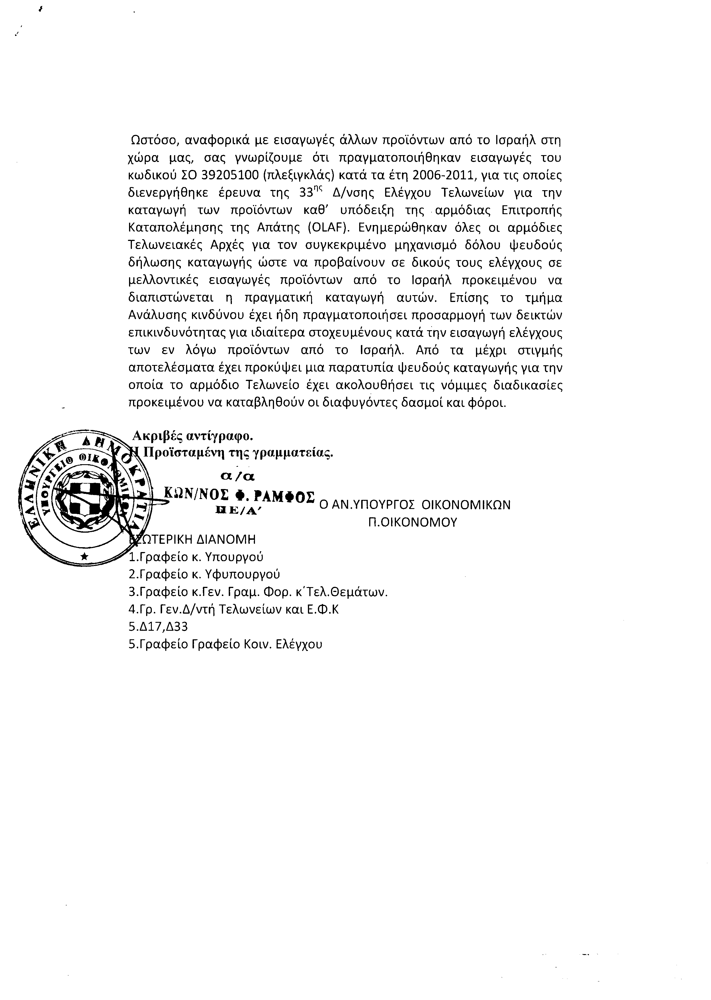 Ωστόσο, αναφορικά με εισαγωγές άλλων προϊόντων από το Ισραήλ στη
χώρα μας, σας γνωρίζουμε ότι πραγματοποιήθηκαν εισαγωγές του
κωδικού ΣΟ 39205100 (πλεξιγκλάς) κατά τα έτη 2006-2011, για τις οποίες
διενεργήθηκε έρευνα της 33ης Δ/νσης Ελέγχου Τελωνείων για την
καταγωγή των προϊόντων καθ' υπόδειξη της αρμόδιας Επιτροπής
Καταπολέμησης της Απάτης (OLAF). Ενημερώθηκαν όλες οι αρμόδιες
Τελωνειακές Αρχές για τον συγκεκριμένο μηχανισμό δόλου ψευδούς
δήλωσης καταγωγής ώστε να προβαίνουν σε δικούς τους ελέγχους σε
μελλοντικές εισαγωγές προϊόντων από το Ισραήλ προκειμένου να
διαπιστώνεται η πραγματική καταγωγή αυτών. Επίσης το τμήμα
Ανάλυσης κινδύνου έχει ήδη πραγματοποιήσει προσαρμογή των δεικτών
επικινδυνότητας για ιδιαίτερα στοχευμένους κατά την εισαγωγή ελέγχους
των εν λόγω προϊόντων από το Ισραήλ. Από τα μέχρι στιγμής
αποτελέσματα έχει προκύψει μια παρατυπία ψευδούς καταγωγής για την
οποία το αρμόδιο Τελωνείο έχει ακολουθήσει τις νόμιμες διαδικασίες
προκειμένου να καταβληθούν οι διαφυγόντες δασμοί και φόροι.
Ακριβές αντίγραφο.
Η Προϊσταμένη της γραμματείας.
ΕΛΛΗΝΙΚΗ ΔΗΜΟΚΡΑΤΙΑ
ΥΠΟΥΡΓΕΙΟ ΟΙΚΟΝΟΜΙΚΩΝ
α/α
ΚΩΝ/ΝΟΣ Φ. ΡΑΜΦΟΣ
ΠΕ/Α'
Ο ΑΝ.ΥΠΟΥΡΓΟΣ ΟΙΚΟΝΟΜΙΚΩΝ
Π.ΟΙΚΟΝΟΜΟΥ
ΕΣΩΤΕΡΙΚΗ ΔΙΑΝΟΜΗ
1.Γραφείο κ. Υπουργού
2.Γραφείο κ. Υφυπουργού
3.Γραφείο κ.Γεν. Γραμ. Φορ. κ΄Τελ.Θεμάτων.
4.Γρ. Γεν.Δ/ντή Τελωνείων και Ε.Φ.Κ
5.Δ17,Δ33
5.Γραφείο Γραφείο Κοιν. Ελέγχου